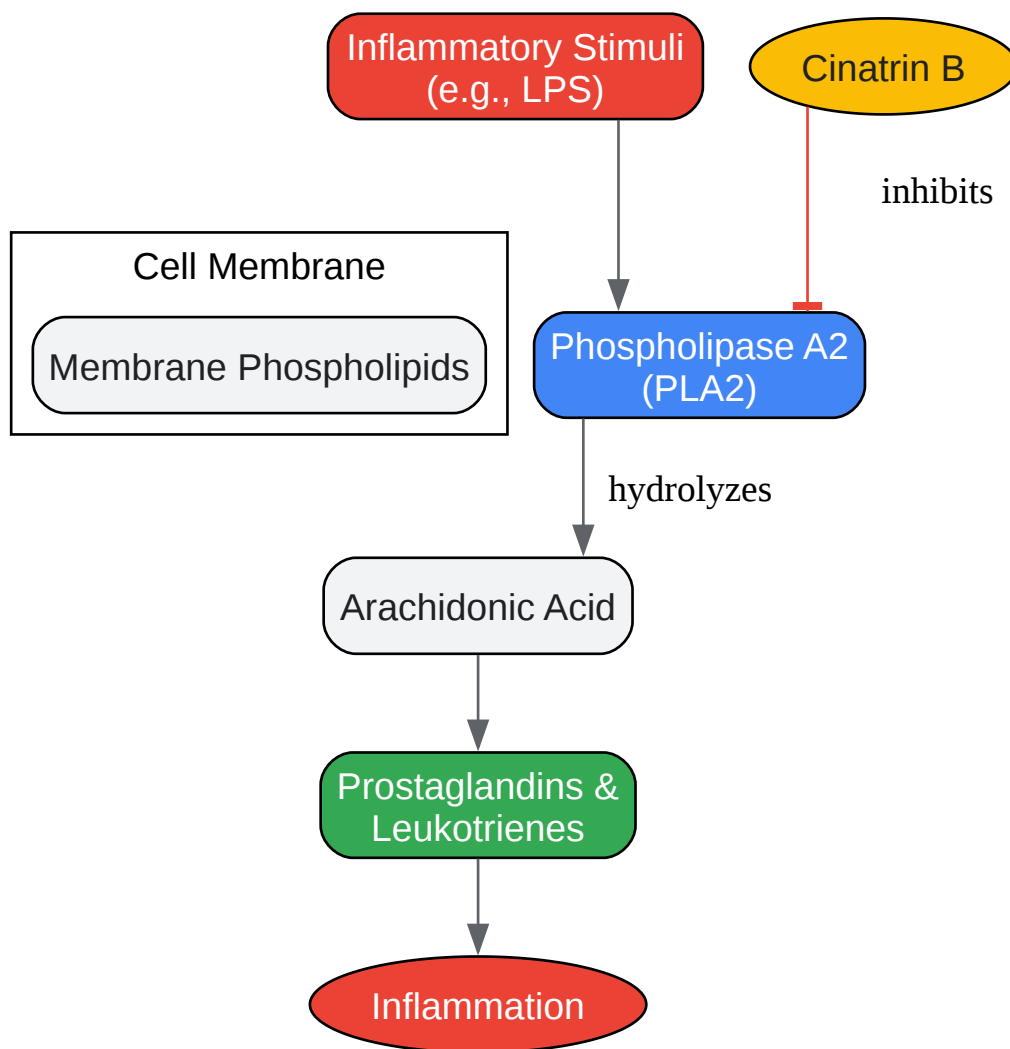 Inflammatory Stimuli
(e.g., LPS)
Cinatrin B
inhibits
Cell Membrane
Membrane Phospholipids
Phospholipase A2
(PLA2)
hydrolyzes
Arachidonic Acid
Prostaglandins &
Leukotrienes
Inflammation